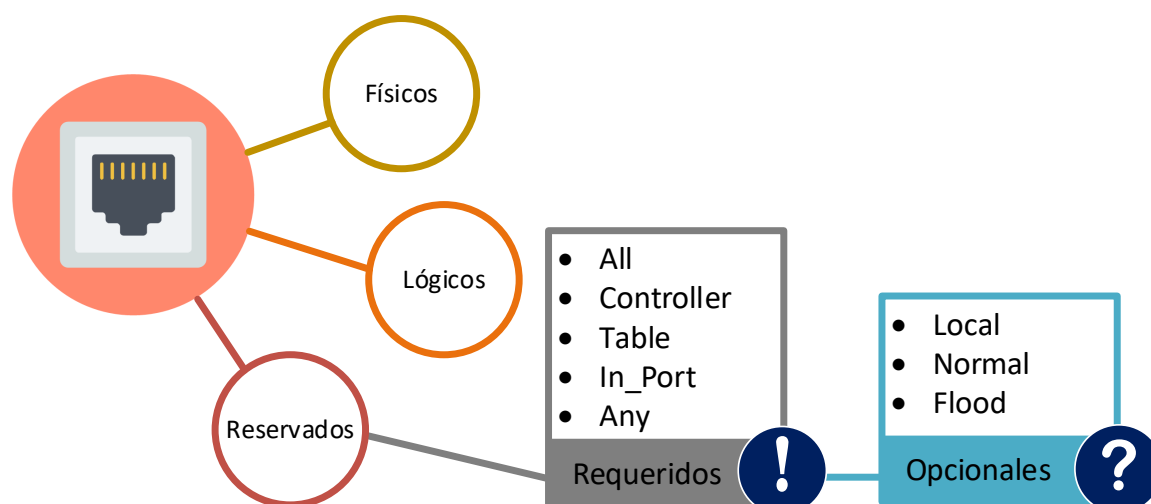 Físicos
Lógicos
Reservados
• All
• Controller
• Table
• In_Port
• Any
Requeridos
!
• Local
• Normal
• Flood
Opcionales
?